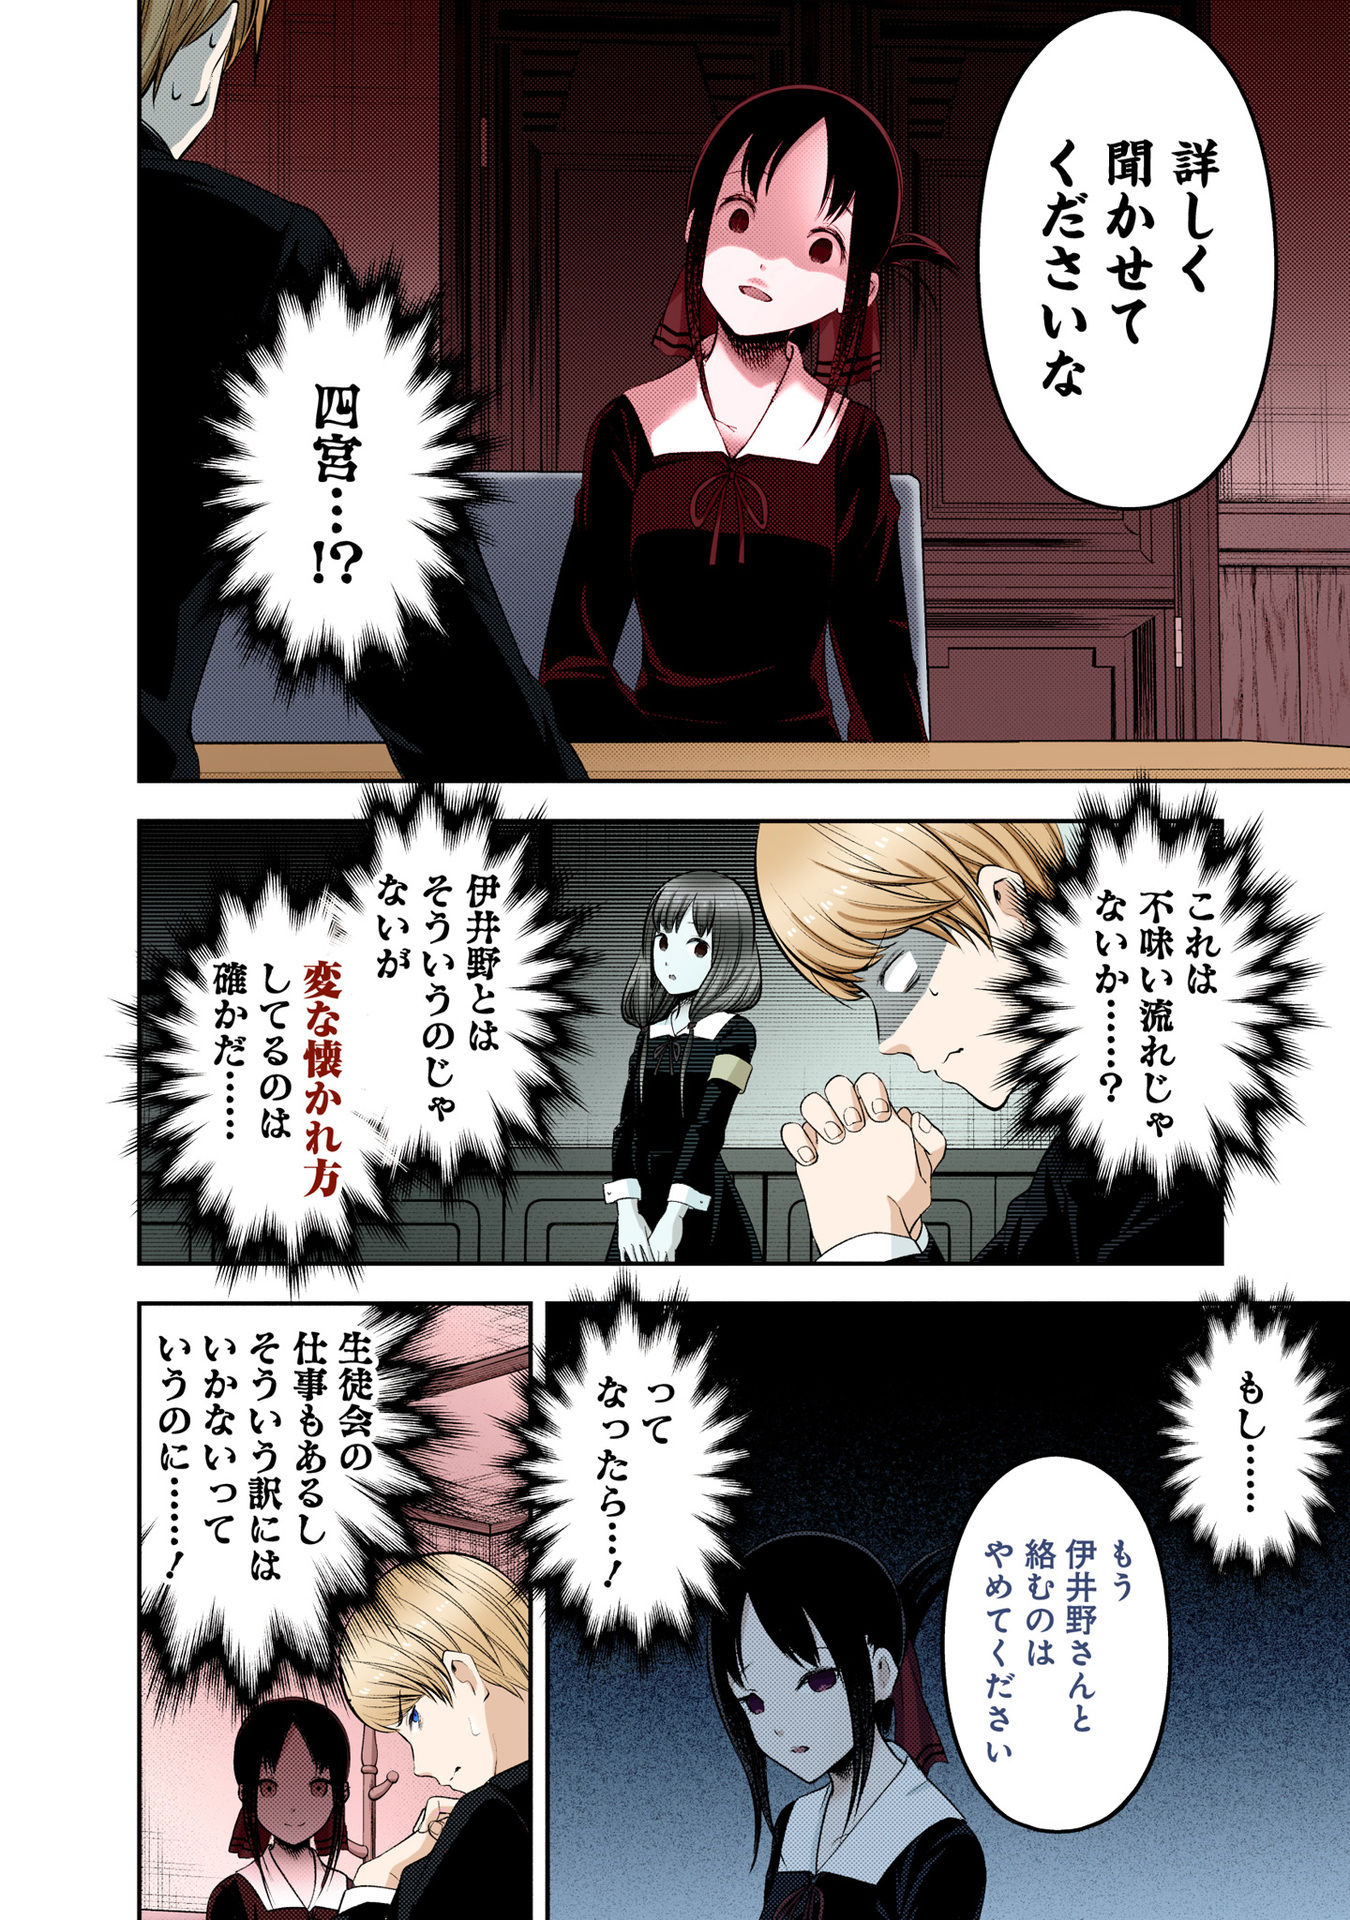 詳しく
聞かせて
くださいな
四宮…⁉
これは
不味い流れじゃ
ないか……？
伊井野とは
そういうのじゃ
ないが
変な懐かれ方
してるのは
確かだ……
もし……
もう
伊井野さんと
絡むのは
やめてください
って
なったら…！
生徒会の
仕事もあるし
そういう訳には
いかないって
いうのに……！